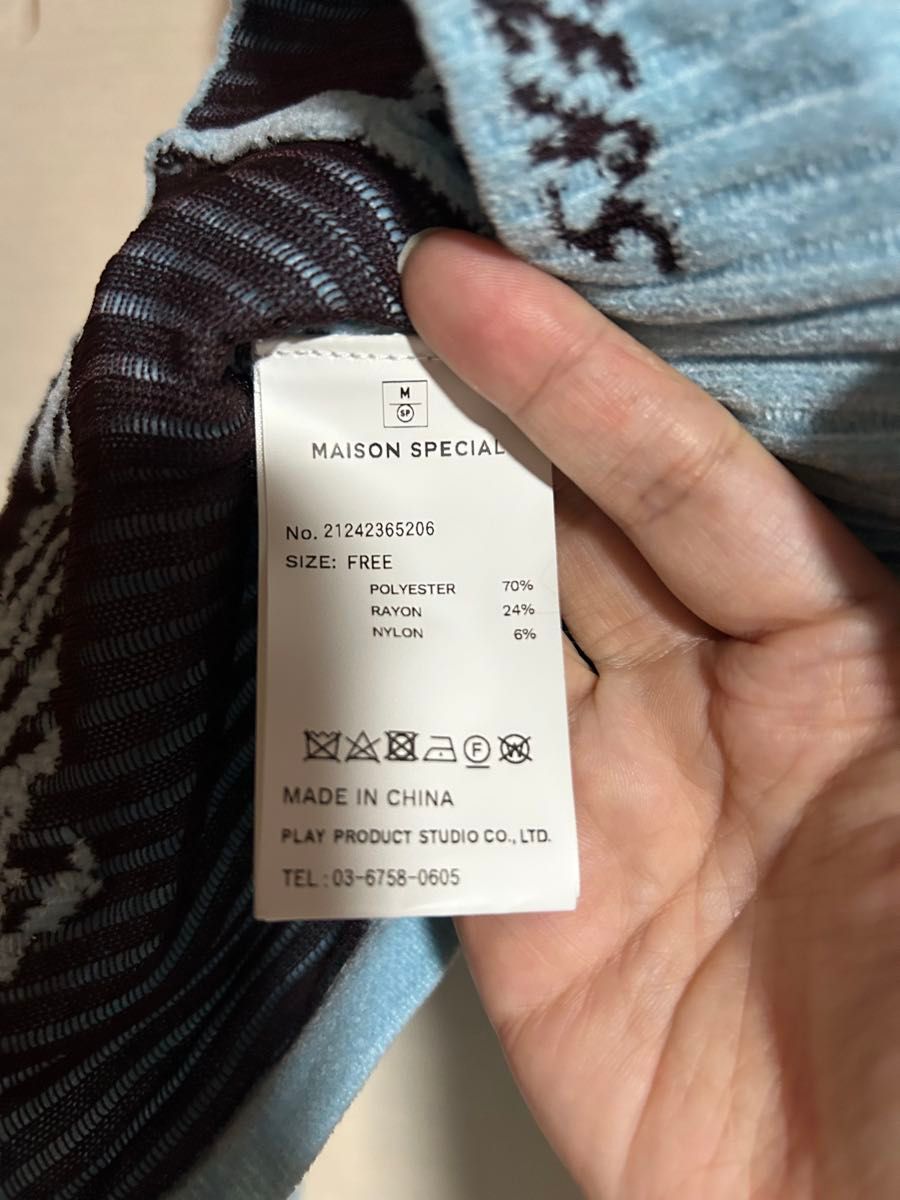 M
SP
MAISON SPECIAL
No. 21242365206
SIZE: FREE
POLYESTER 70%
RAYON 24%
NYLON 6%
F
W
MADE IN CHINA
PLAY PRODUCT STUDIO CO., LTD.
TEL : 03-6758-0605